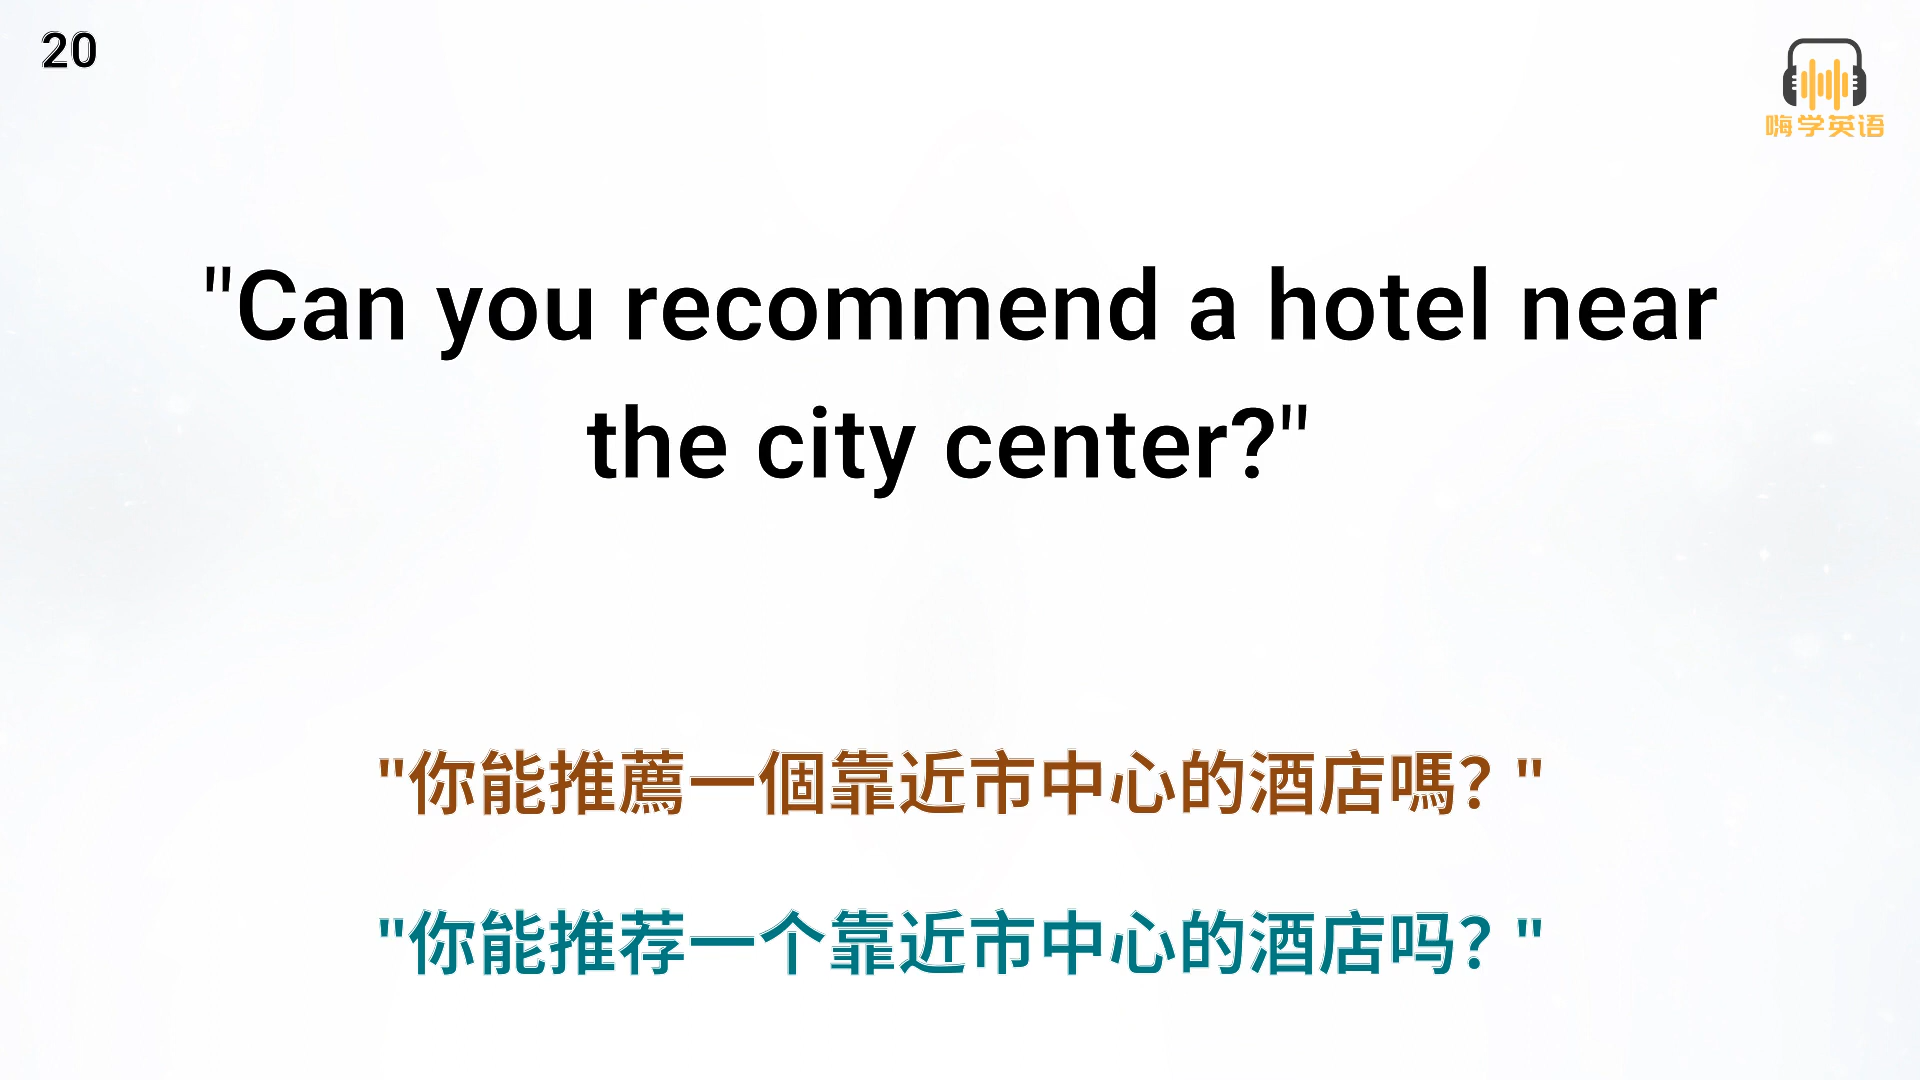 20
嗨学英语
"Can you recommend a hotel near
the city center?"
"你能推薦一個靠近市中心的酒店嗎？"
"你能推荐一个靠近市中心的酒店吗？"